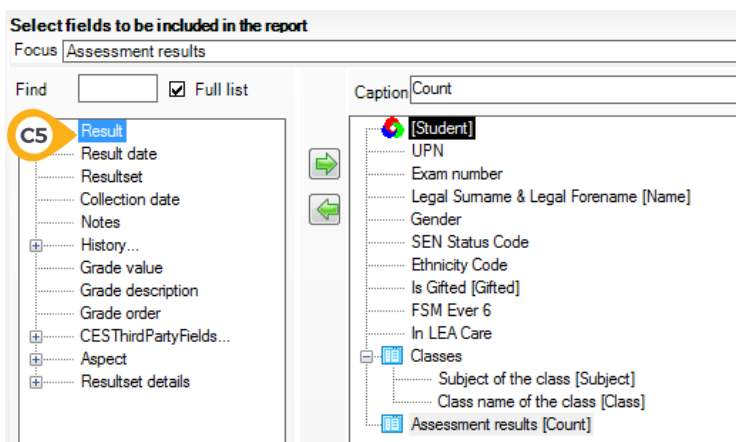 Select fields to be included in the report
Focus Assessment results
Find Full list
Caption Count
C5
Result
Result date
Resultset
Collection date
Notes
History...
Grade value
Grade description
Grade order
CESThirdPartyFields...
Aspect
Resultset details
[Student]
UPN
Exam number
Legal Surname & Legal Forename [Name]
Gender
SEN Status Code
Ethnicity Code
Is Gifted [Gifted]
FSM Ever 6
In LEA Care
Classes
Subject of the class [Subject]
Class name of the class [Class]
Assessment results [Count]